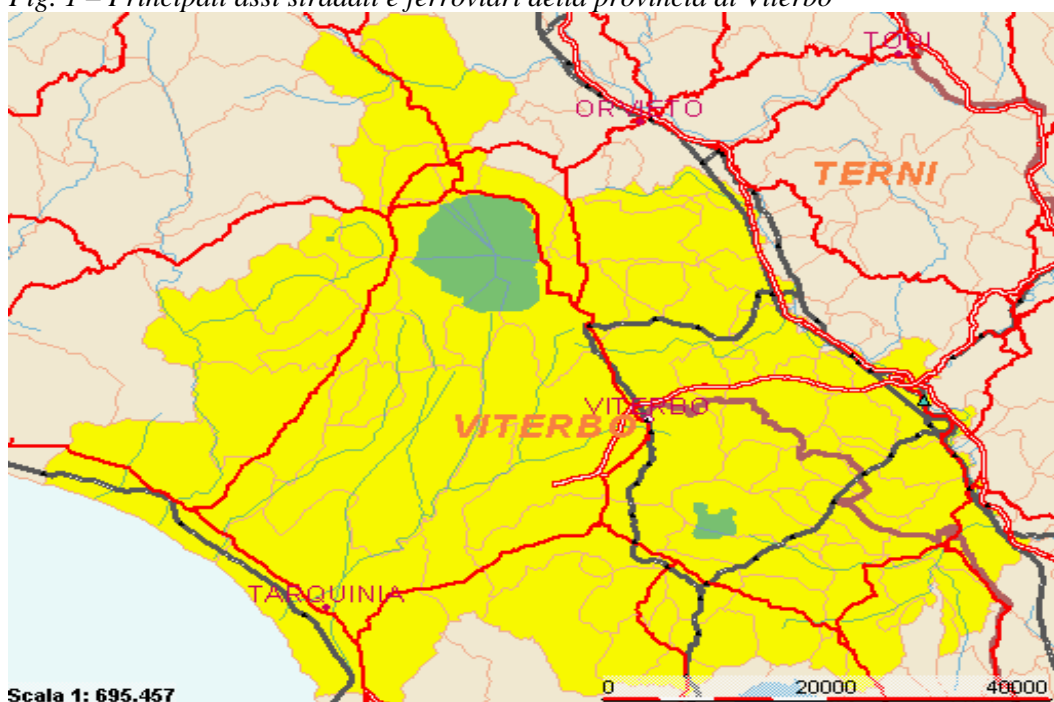 Fig. 1 – Principali assi stradali e ferroviari della provincia di Viterbo
TODI
ORVIETO
TERNI
VITERBO
VITERBO
TARQUINIA
Scala 1: 695.457
0 20000 40000